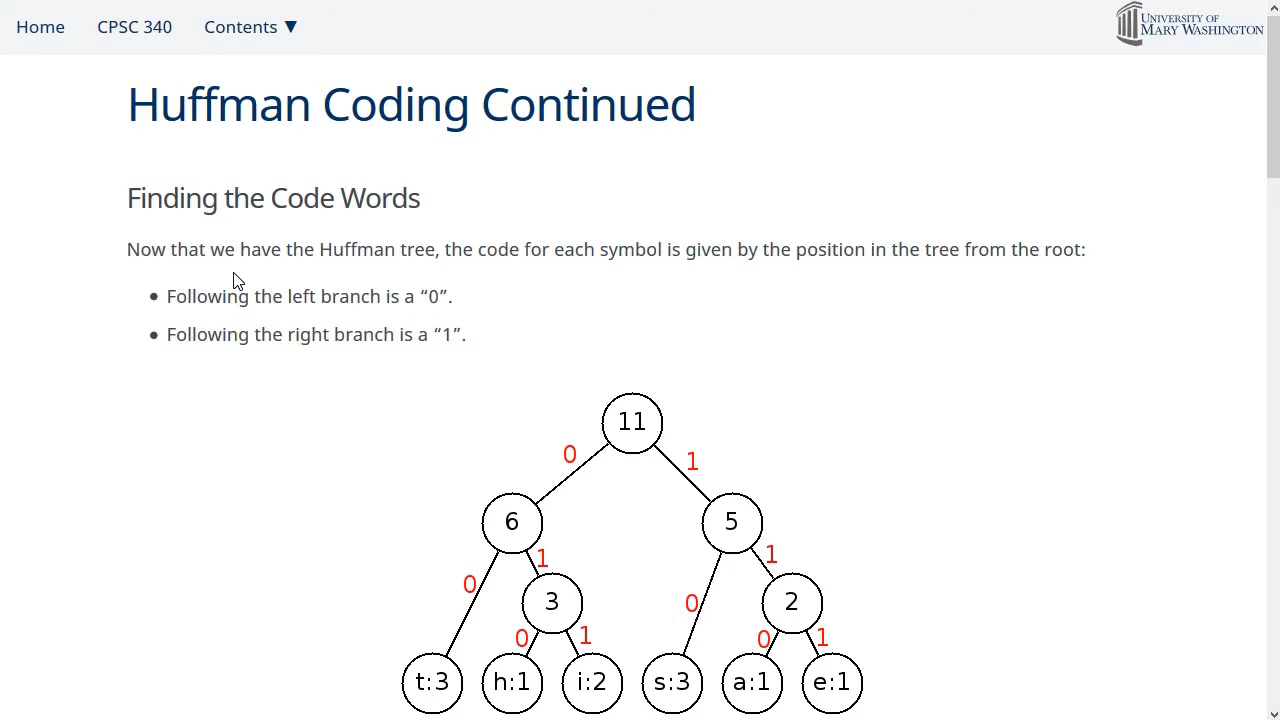 Home CPSC 340 Contents ▼
UNIVERSITY OF
MARY WASHINGTON
Huffman Coding Continued
Finding the Code Words
Now that we have the Huffman tree, the code for each symbol is given by the position in the tree from the root:
• Following the left branch is a “0”.
• Following the right branch is a “1”.
11
0 1
6 5
1 1
0 0
3 2
0 1 0 1
t:3 h:1 i:2 s:3 a:1 e:1